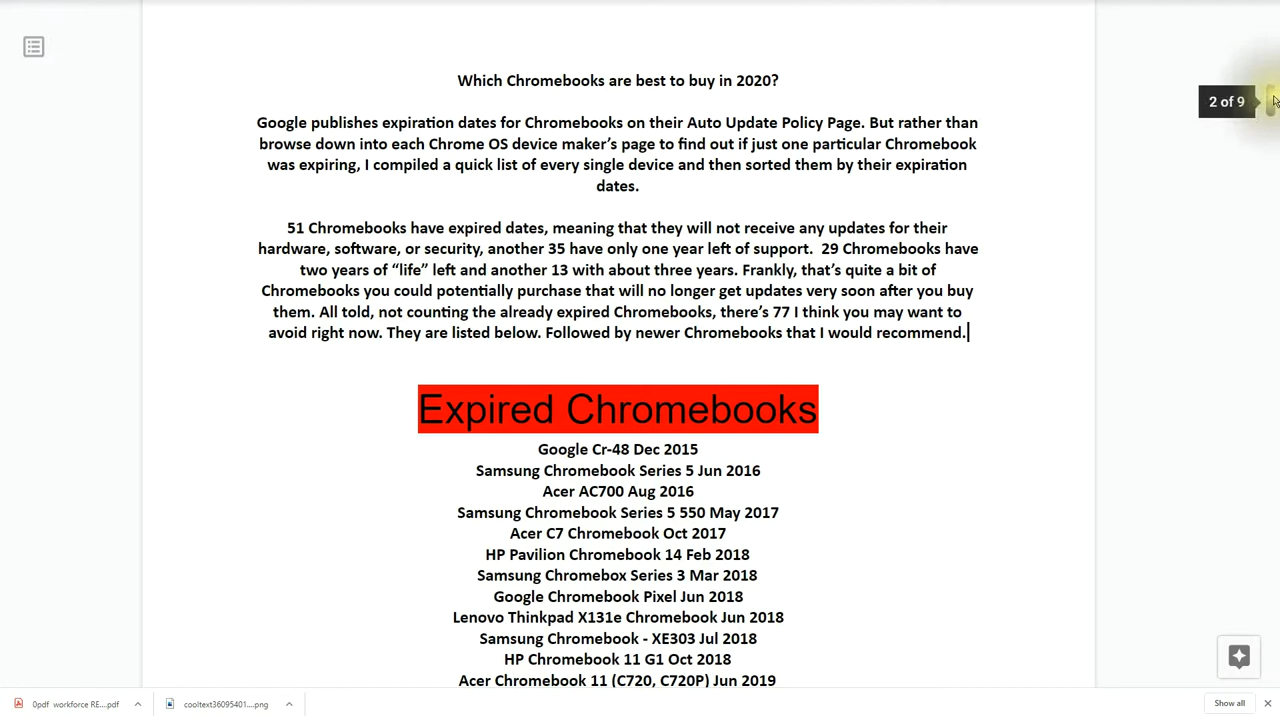 Which Chromebooks are best to buy in 2020?
2 of 9
Google publishes expiration dates for Chromebooks on their Auto Update Policy Page. But rather than
browse down into each Chrome OS device maker’s page to find out if just one particular Chromebook
was expiring, I compiled a quick list of every single device and then sorted them by their expiration
dates.
51 Chromebooks have expired dates, meaning that they will not receive any updates for their
hardware, software, or security, another 35 have only one year left of support.  29 Chromebooks have
two years of “life” left and another 13 with about three years. Frankly, that’s quite a bit of
Chromebooks you could potentially purchase that will no longer get updates very soon after you buy
them. All told, not counting the already expired Chromebooks, there’s 77 I think you may want to
avoid right now. They are listed below. Followed by newer Chromebooks that I would recommend.
Expired Chromebooks
Google Cr-48 Dec 2015
Samsung Chromebook Series 5 Jun 2016
Acer AC700 Aug 2016
Samsung Chromebook Series 5 550 May 2017
Acer C7 Chromebook Oct 2017
HP Pavilion Chromebook 14 Feb 2018
Samsung Chromebox Series 3 Mar 2018
Google Chromebook Pixel Jun 2018
Lenovo Thinkpad X131e Chromebook Jun 2018
Samsung Chromebook - XE303 Jul 2018
HP Chromebook 11 G1 Oct 2018
Acer Chromebook 11 (C720, C720P) Jun 2019
0pdf  workforce RE....pdf
cooltext36095401....png
Show all